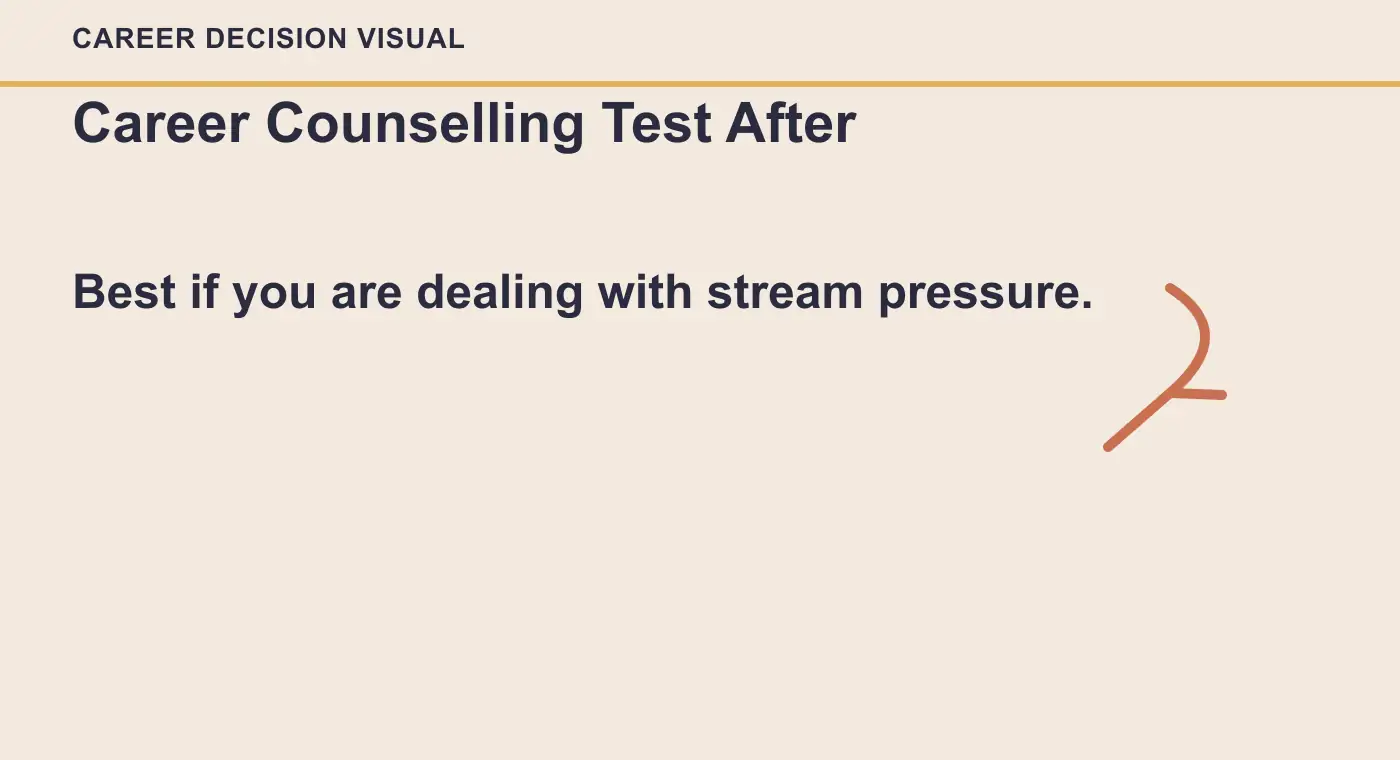 CAREER DECISION VISUAL
Career Counselling Test After
Best if you are dealing with stream pressure.